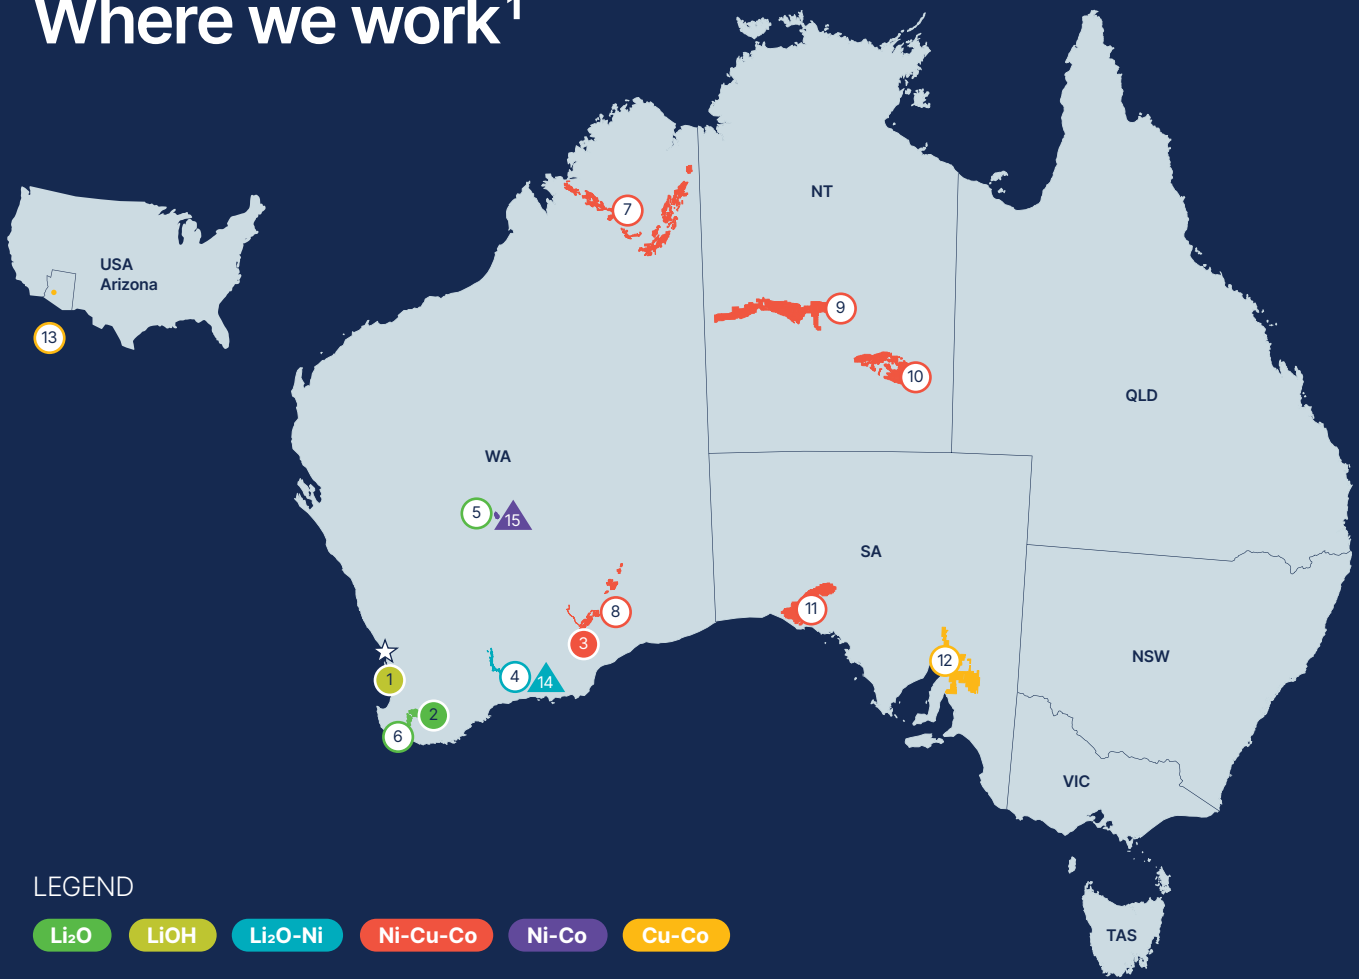 Where we work¹
NT
7
USA
Arizona
9
13
10
QLD
WA
5
15
SA
11
8
3
12
NSW
4
14
1
2
6
VIC
LEGEND
Li₂O
LiOH
Li₂O-Ni
Ni-Cu-Co
Ni-Co
Cu-Co
TAS